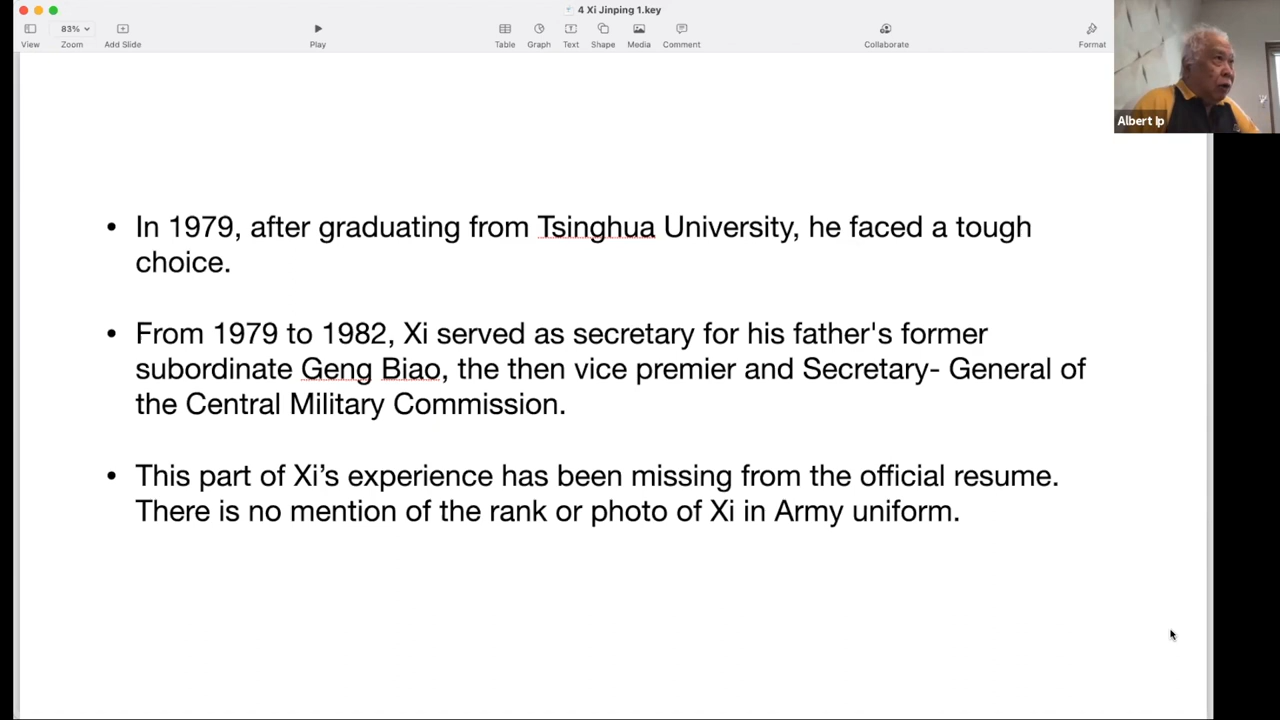 4 Xi Jinping 1.key
83%
View
Zoom
Add Slide
Play
Table
Graph
Text
Shape
Media
Comment
Collaborate
Format
Albert Ip
• In 1979, after graduating from Tsinghua University, he faced a tough
choice.
• From 1979 to 1982, Xi served as secretary for his father's former
subordinate Geng Biao, the then vice premier and Secretary- General of
the Central Military Commission.
• This part of Xi’s experience has been missing from the official resume.
There is no mention of the rank or photo of Xi in Army uniform.